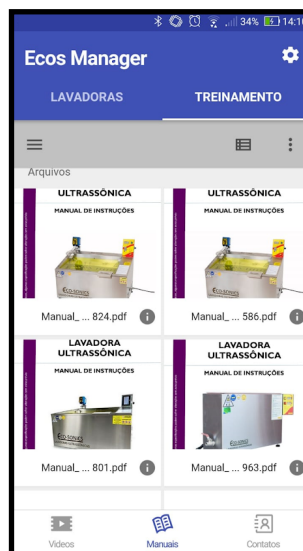 34% 14:10
Ecos Manager
LAVADORAS TREINAMENTO
Arquivos
ULTRASSÔNICA
MANUAL DE INSTRUÇÕES
Manual_ ... 824.pdf
ULTRASSÔNICA
MANUAL DE INSTRUÇÕES
Manual_ ... 586.pdf
LAVADORA
ULTRASSÔNICA
MANUAL DE INSTRUÇÕES
Manual_ ... 801.pdf
LAVADORA
ULTRASSÔNICA
MANUAL DE INSTRUÇÕES
Manual_ ... 963.pdf
Vídeos Manuais Contatos